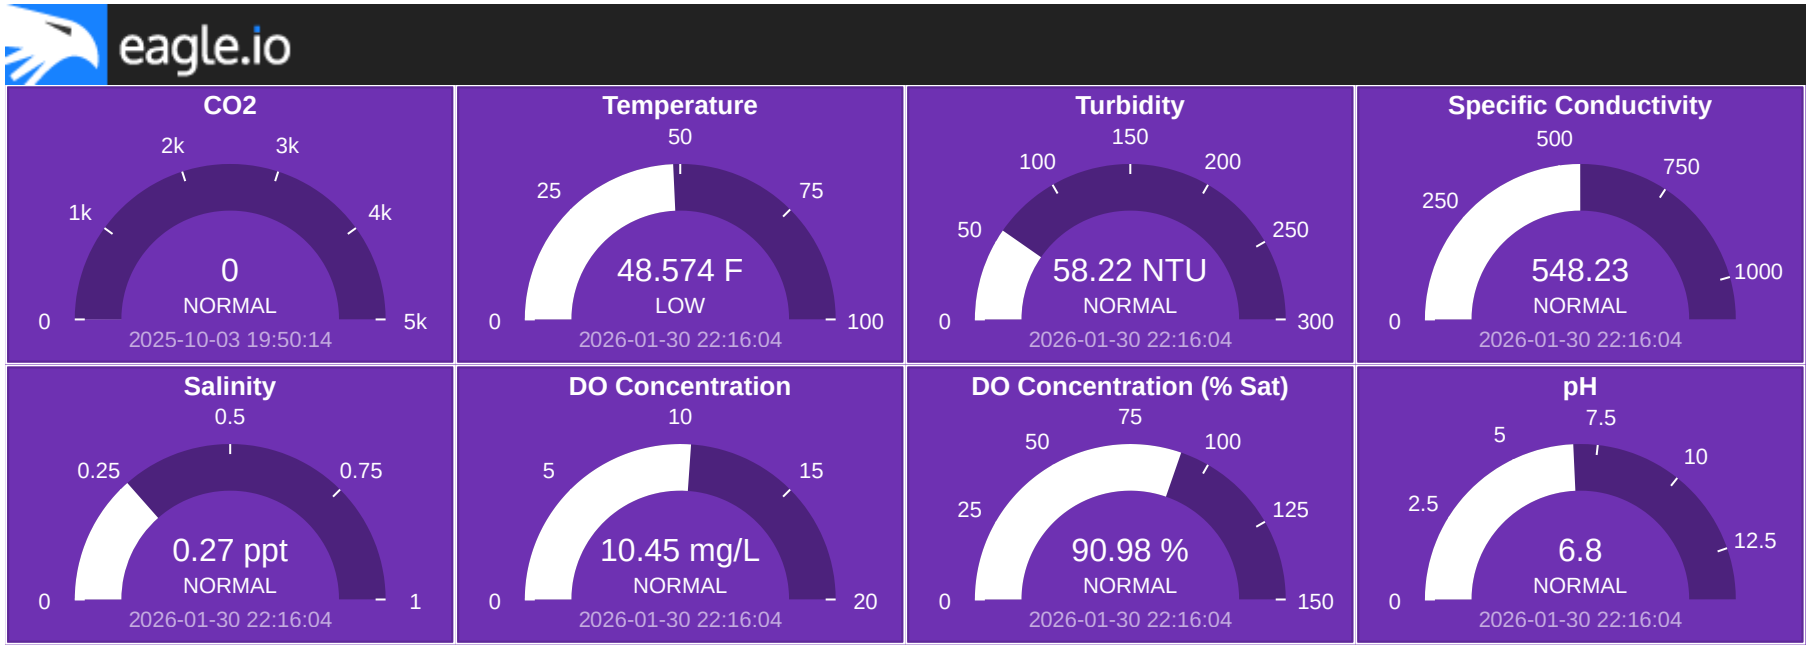 eagle.io
CO2
0
1k
2k
3k
4k
5k
0
NORMAL
2025-10-03 19:50:14
Temperature
0
25
50
75
100
48.574 F
LOW
2026-01-30 22:16:04
Turbidity
0
50
100
150
200
250
300
58.22 NTU
NORMAL
2026-01-30 22:16:04
Specific Conductivity
0
250
500
750
1000
548.23
NORMAL
2026-01-30 22:16:04
Salinity
0
0.25
0.5
0.75
1
0.27 ppt
NORMAL
2026-01-30 22:16:04
DO Concentration
0
5
10
15
20
10.45 mg/L
NORMAL
2026-01-30 22:16:04
DO Concentration (% Sat)
0
25
50
75
100
125
150
90.98 %
NORMAL
2026-01-30 22:16:04
pH
0
2.5
5
7.5
10
12.5
6.8
NORMAL
2026-01-30 22:16:04